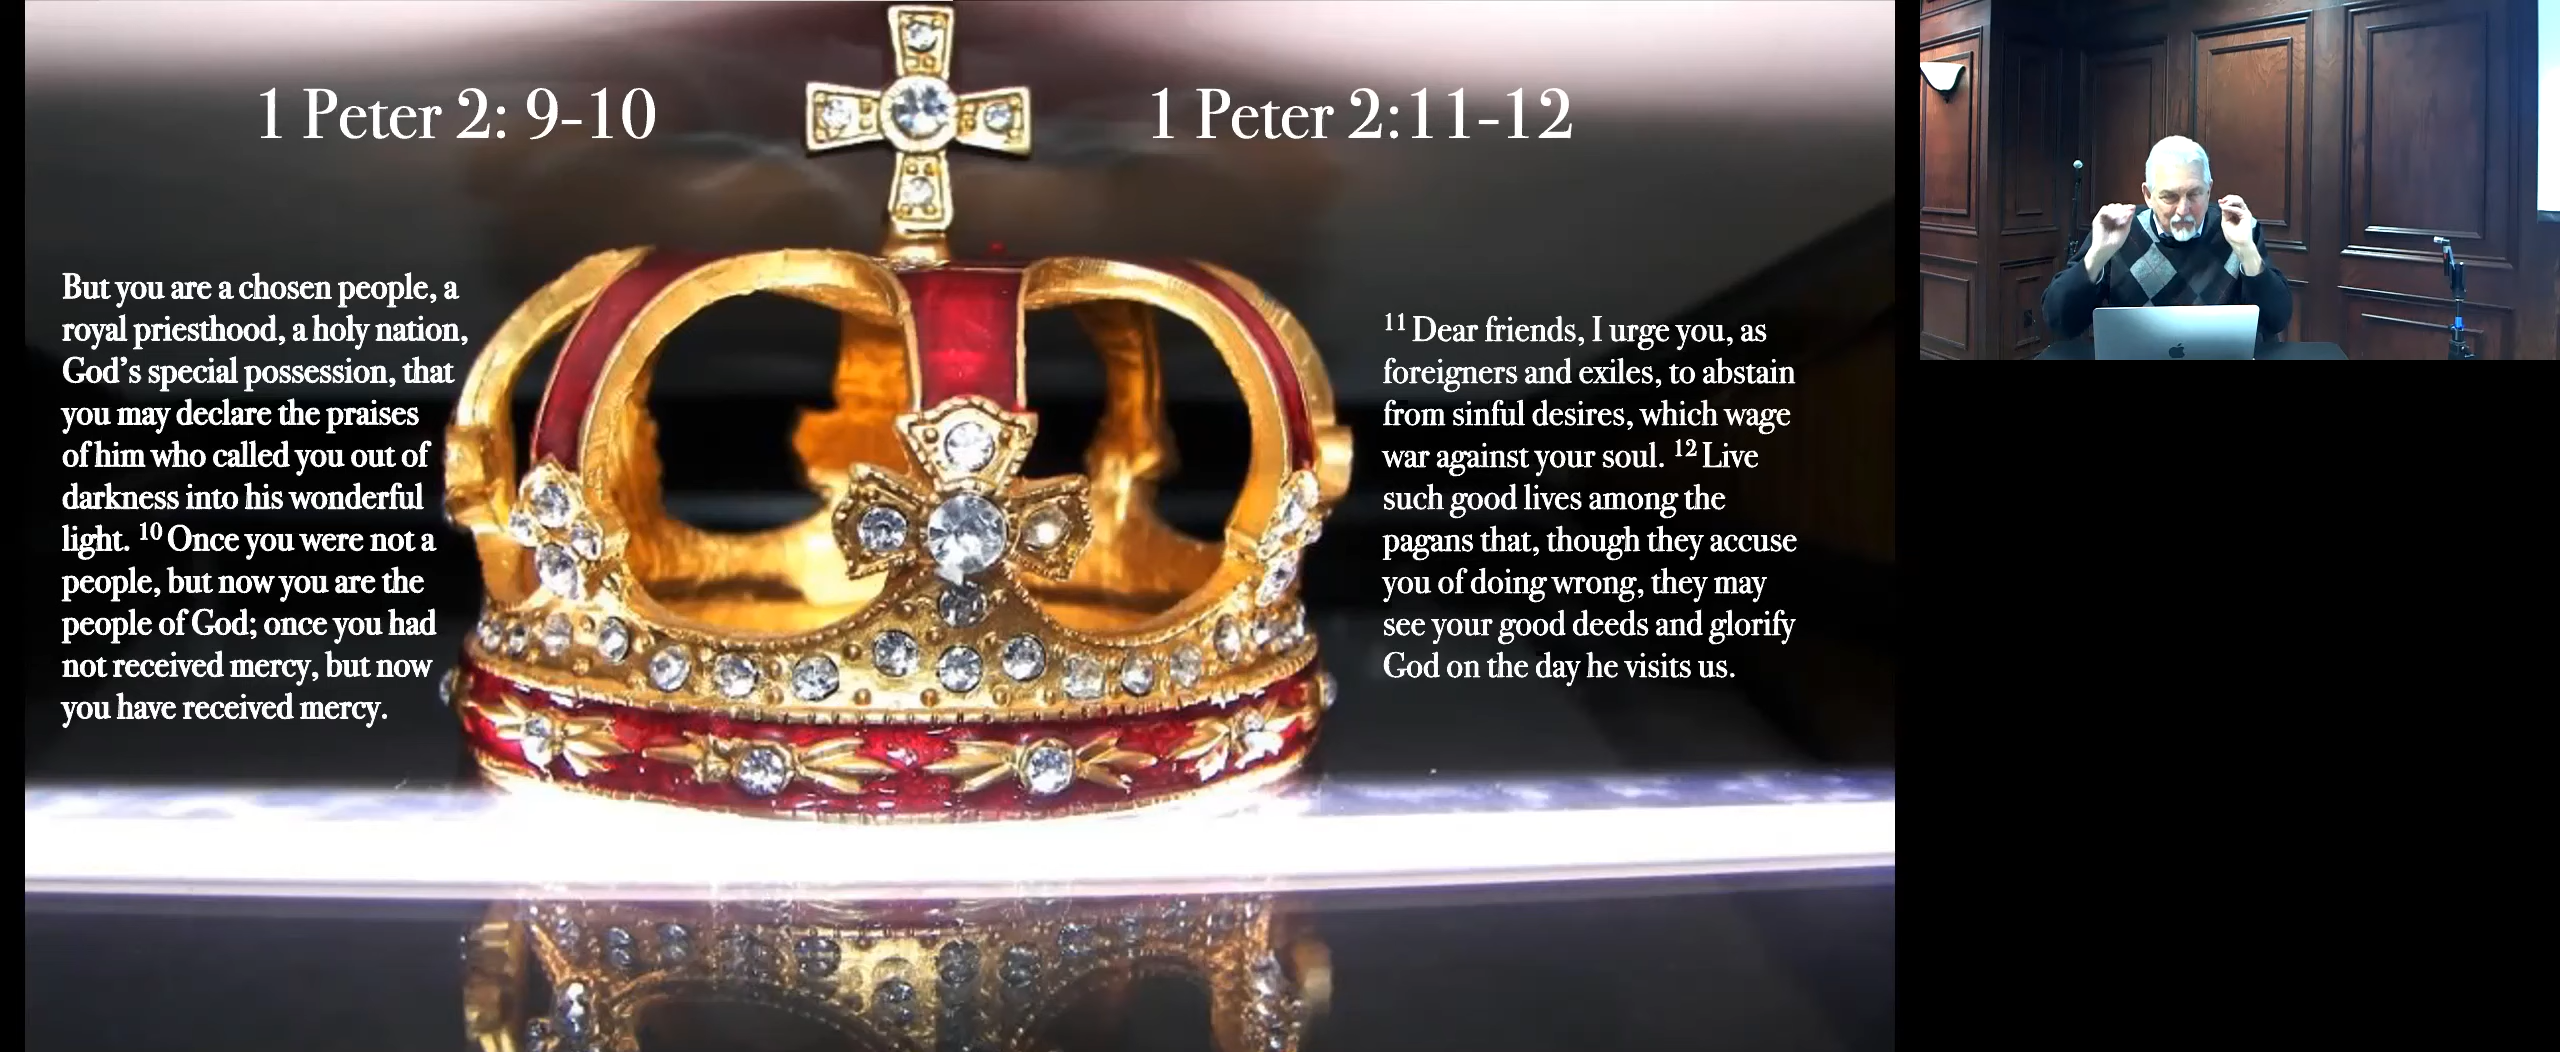 1 Peter 2: 9-10
But you are a chosen people, a
royal priesthood, a holy nation,
God’s special possession, that
you may declare the praises
of him who called you out of
darkness into his wonderful
light. 10 Once you were not a
people, but now you are the
people of God; once you had
not received mercy, but now
you have received mercy.
1 Peter 2:11-12
11 Dear friends, I urge you, as
foreigners and exiles, to abstain
from sinful desires, which wage
war against your soul. 12 Live
such good lives among the
pagans that, though they accuse
you of doing wrong, they may
see your good deeds and glorify
God on the day he visits us.